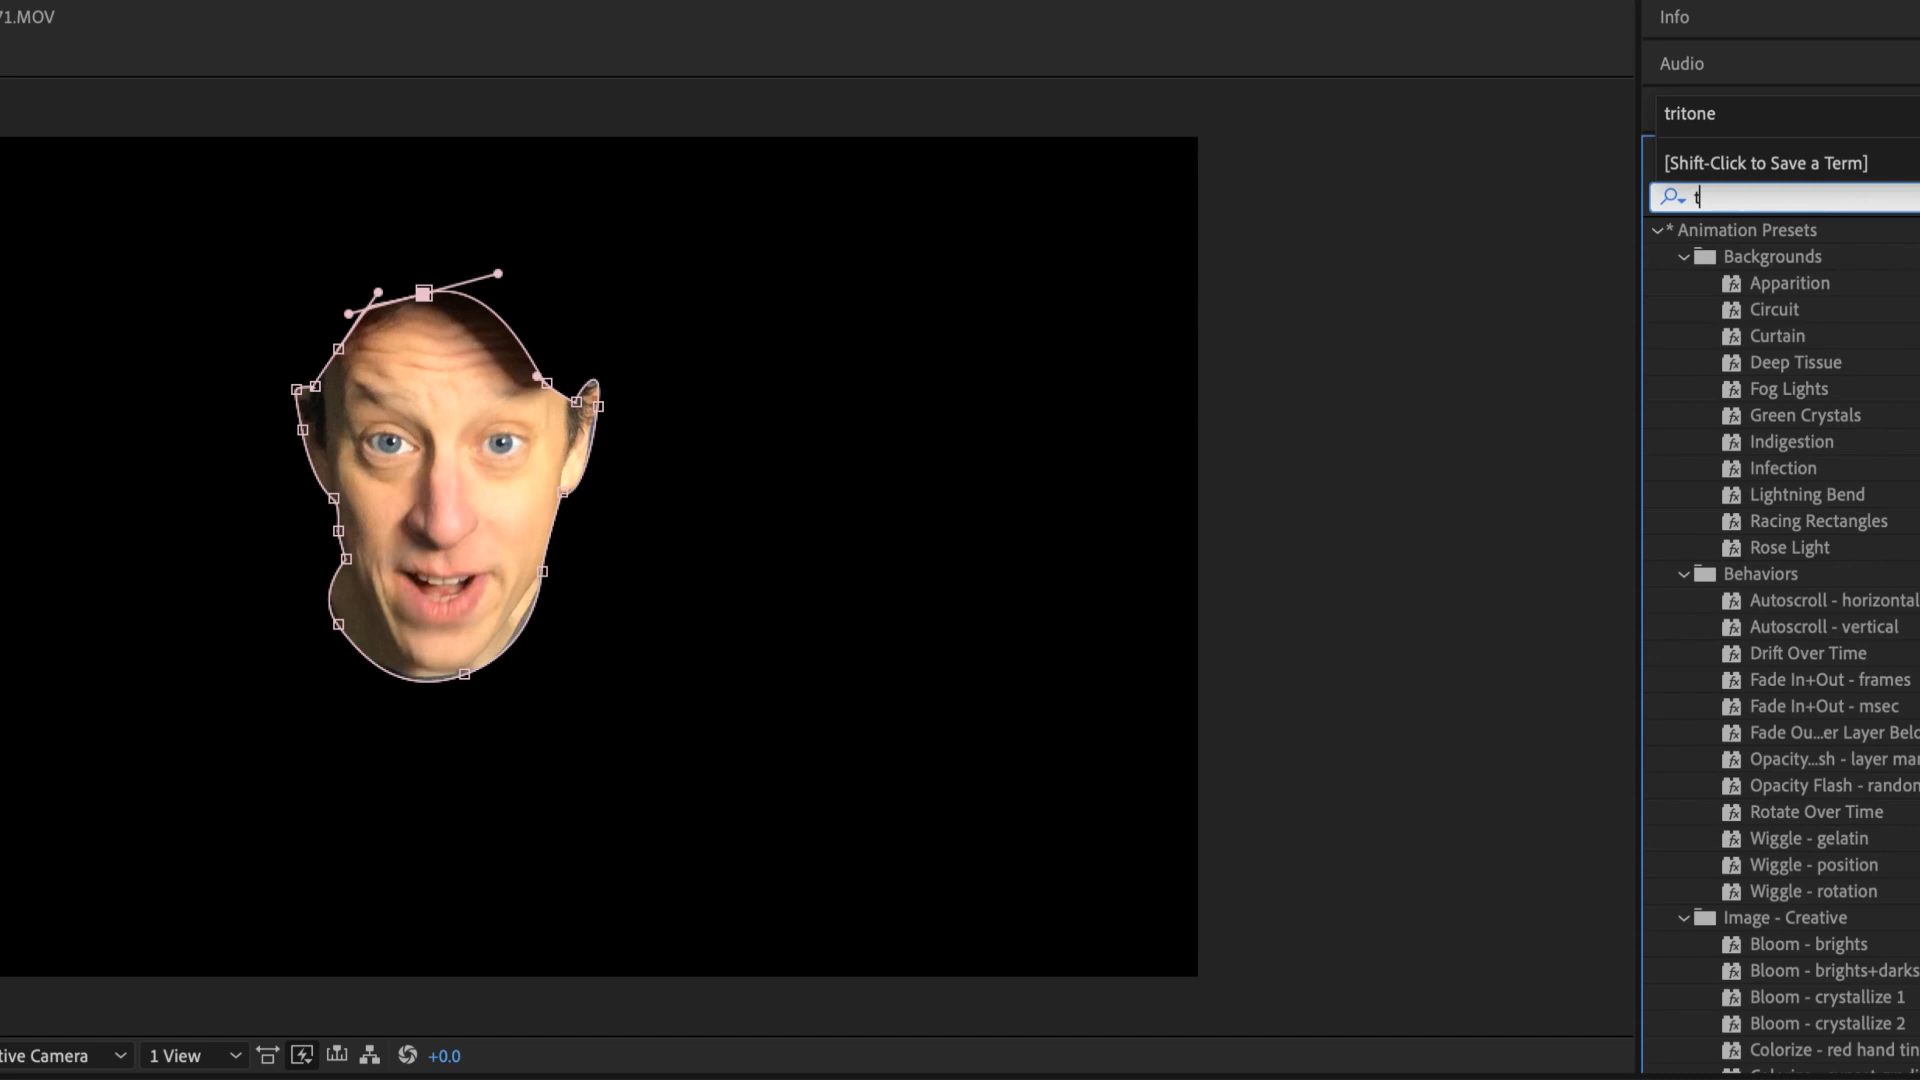 71.MOV
Info
Audio
tritone
[Shift-Click to Save a Term]
t
* Animation Presets
Backgrounds
Apparition
Circuit
Curtain
Deep Tissue
Fog Lights
Green Crystals
Indigestion
Infection
Lightning Bend
Racing Rectangles
Rose Light
Behaviors
Autoscroll - horizontal
Autoscroll - vertical
Drift Over Time
Fade In+Out - frames
Fade In+Out - msec
Fade Ou...er Layer Belo
Opacity...sh - layer mar
Opacity Flash - random
Rotate Over Time
Wiggle - gelatin
Wiggle - position
Wiggle - rotation
Image - Creative
Bloom - brights
Bloom - brights+darks
Bloom - crystallize 1
Bloom - crystallize 2
Colorize - red hand tin
tive Camera
1 View
+0.0